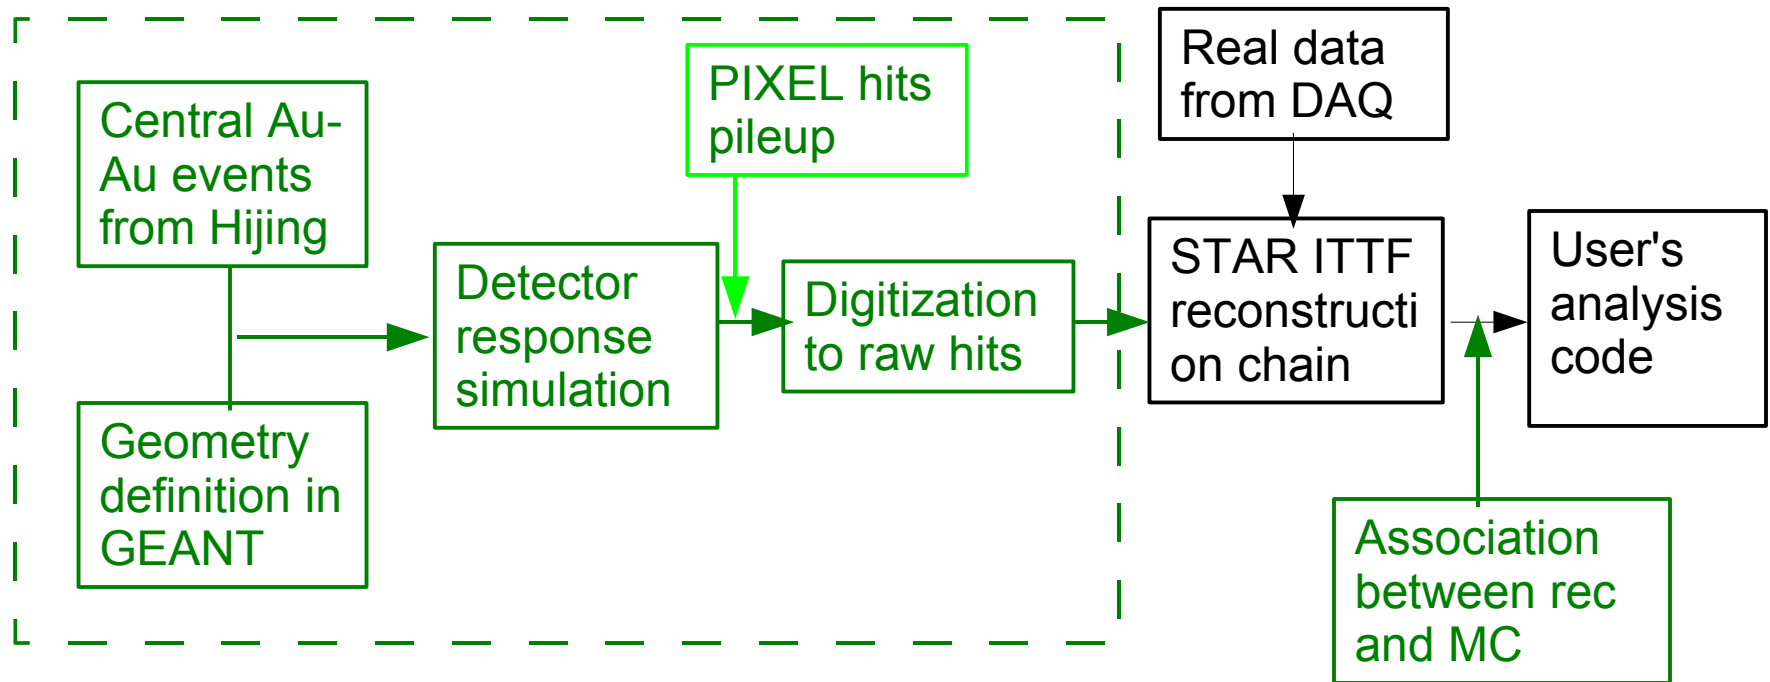 Central Au-
Au events
from Hijing
Geometry
definition in
GEANT
Detector
response
simulation
PIXEL hits
pileup
Digitization
to raw hits
Real data
from DAQ
STAR ITTF
reconstructi
on chain
User's
analysis
code
Association
between rec
and MC